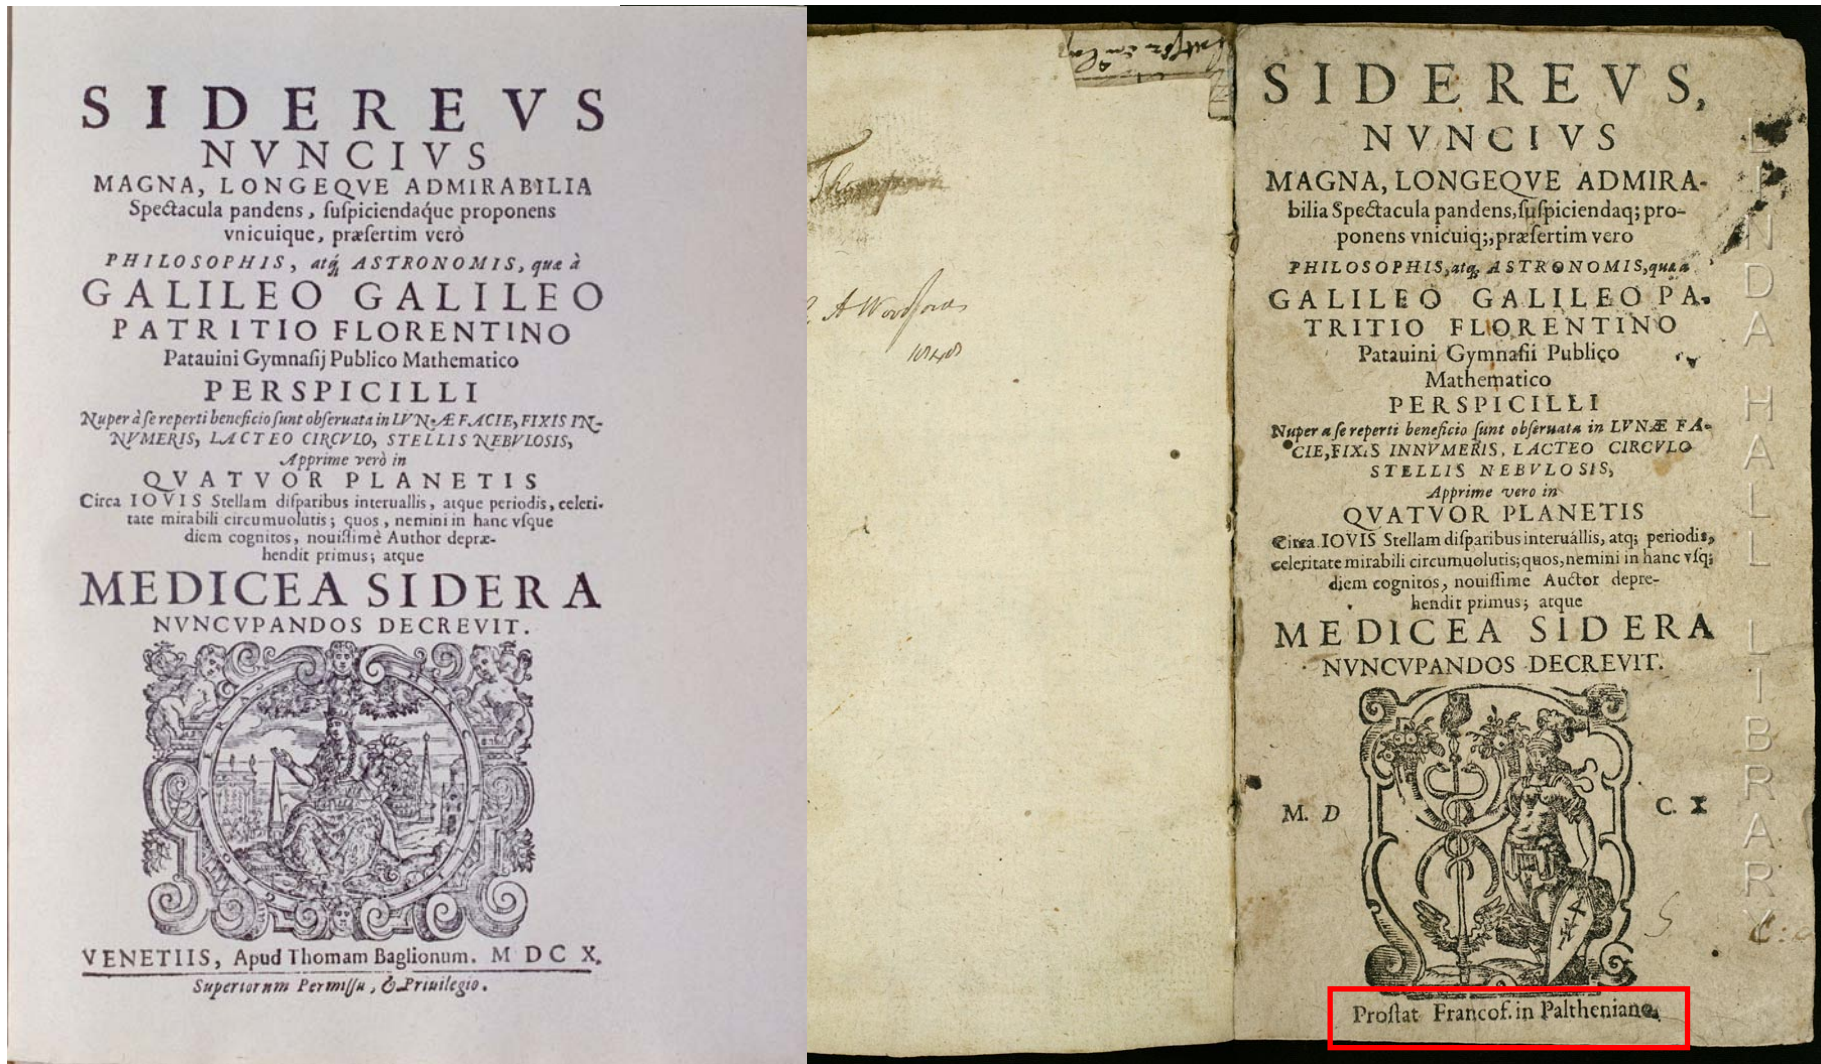 SIDEREVS
NVNCIVS
MAGNA, LONGEQVE ADMIRABILIA
Spectacula pandens, ſuſpiciendaq́ue proponens
vnicuique, præſertim verò
PHILOSOPHIS, atq́; ASTRONOMIS, quæ à
GALILEO GALILEO
PATRITIO FLORENTINO
Patauini Gymnaſij Publico Mathematico
PERSPICILLI
Nuper à ſe reperti beneficio ſunt obſeruata in LVNÆ FACIE, FIXIS IN-
NVMERIS, LACTEO CIRCVLO, STELLIS NEBVLOSIS,
Apprime verò in
QVATVOR PLANETIS
Circa IOVIS Stellam diſparibus interuallis, atque periodis, celeri-
tate mirabili circumuolutis; quos, nemini in hanc vſque
diem cognitos, nouiſſimè Author depræ-
hendit primus; atque
MEDICEA SIDERA
NVNCVPANDOS DECREVIT.
VENETIIS, Apud Thomam Baglionum. M DC X.
Superiorum Permiſſu, & Priuilegio.
A Woodford
SIDEREVS,
NVNCIVS
MAGNA, LONGEQVE ADMIRA-
bilia Spectacula pandens, ſuſpiciendaq; pro-
ponens vnicuiq;, præſertim vero
PHILOSOPHIS, atq; ASTRONOMIS, quæ a
GALILEO GALILEO PA-
TRITIO FLORENTINO
Patauini Gymnaſii Publico
Mathematico
PERSPICILLI
Nuper a ſe reperti beneficio ſunt obſeruata in LVNÆ FA-
CIE, FIXIS INNVMERIS, LACTEO CIRCVLO
STELLIS NEBVLOSIS,
Apprime vero in
QVATVOR PLANETIS
Circa IOVIS Stellam diſparibus interuallis, atq; periodis,
celeritate mirabili circumuolutis; quos, nemini in hanc vſq;
diem cognitos, nouiſſime Auctor depre-
hendit primus; atque
MEDICEA SIDERA
NVNCVPANDOS DECREVIT.
M. D C. X
Proſtat Francof. in Paltheniano.
LINDA HALL LIBRARY